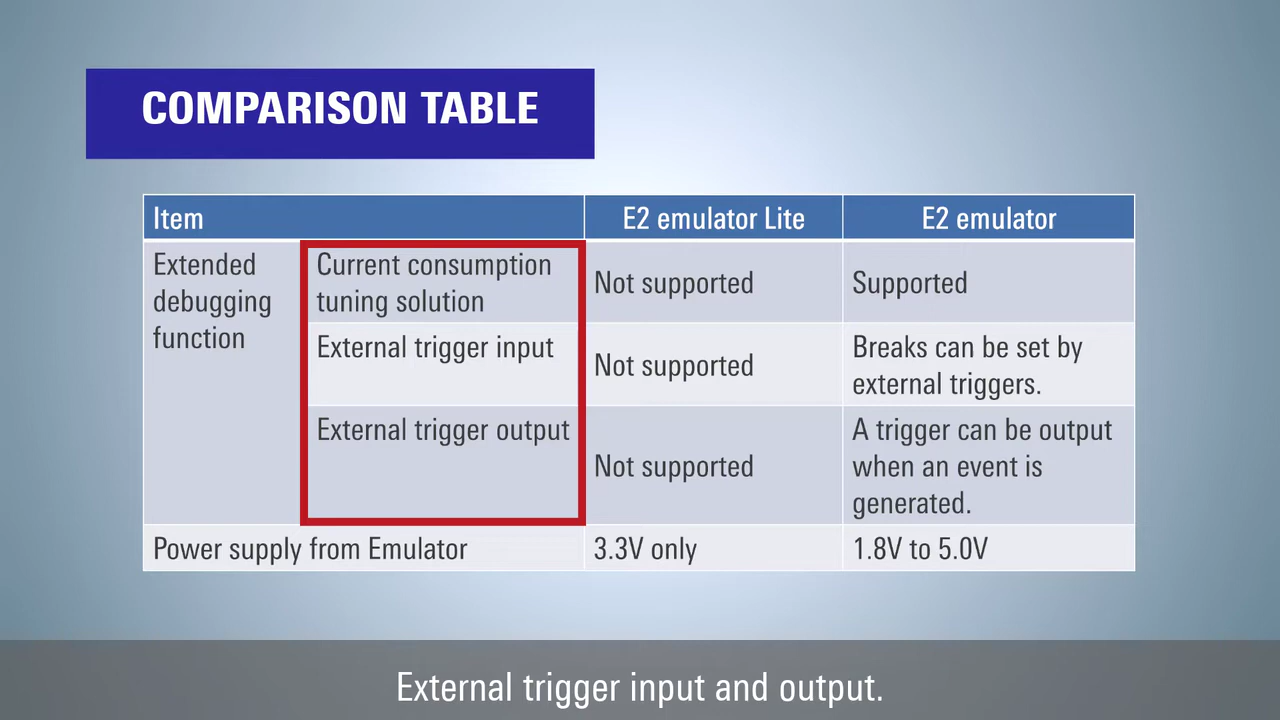 COMPARISON TABLE
Item
E2 emulator Lite
E2 emulator
Extended
debugging
function
Current consumption
tuning solution
Not supported
Supported
External trigger input
Not supported
Breaks can be set by
external triggers.
External trigger output
Not supported
A trigger can be output
when an event is
generated.
Power supply from Emulator
3.3V only
1.8V to 5.0V
External trigger input and output.